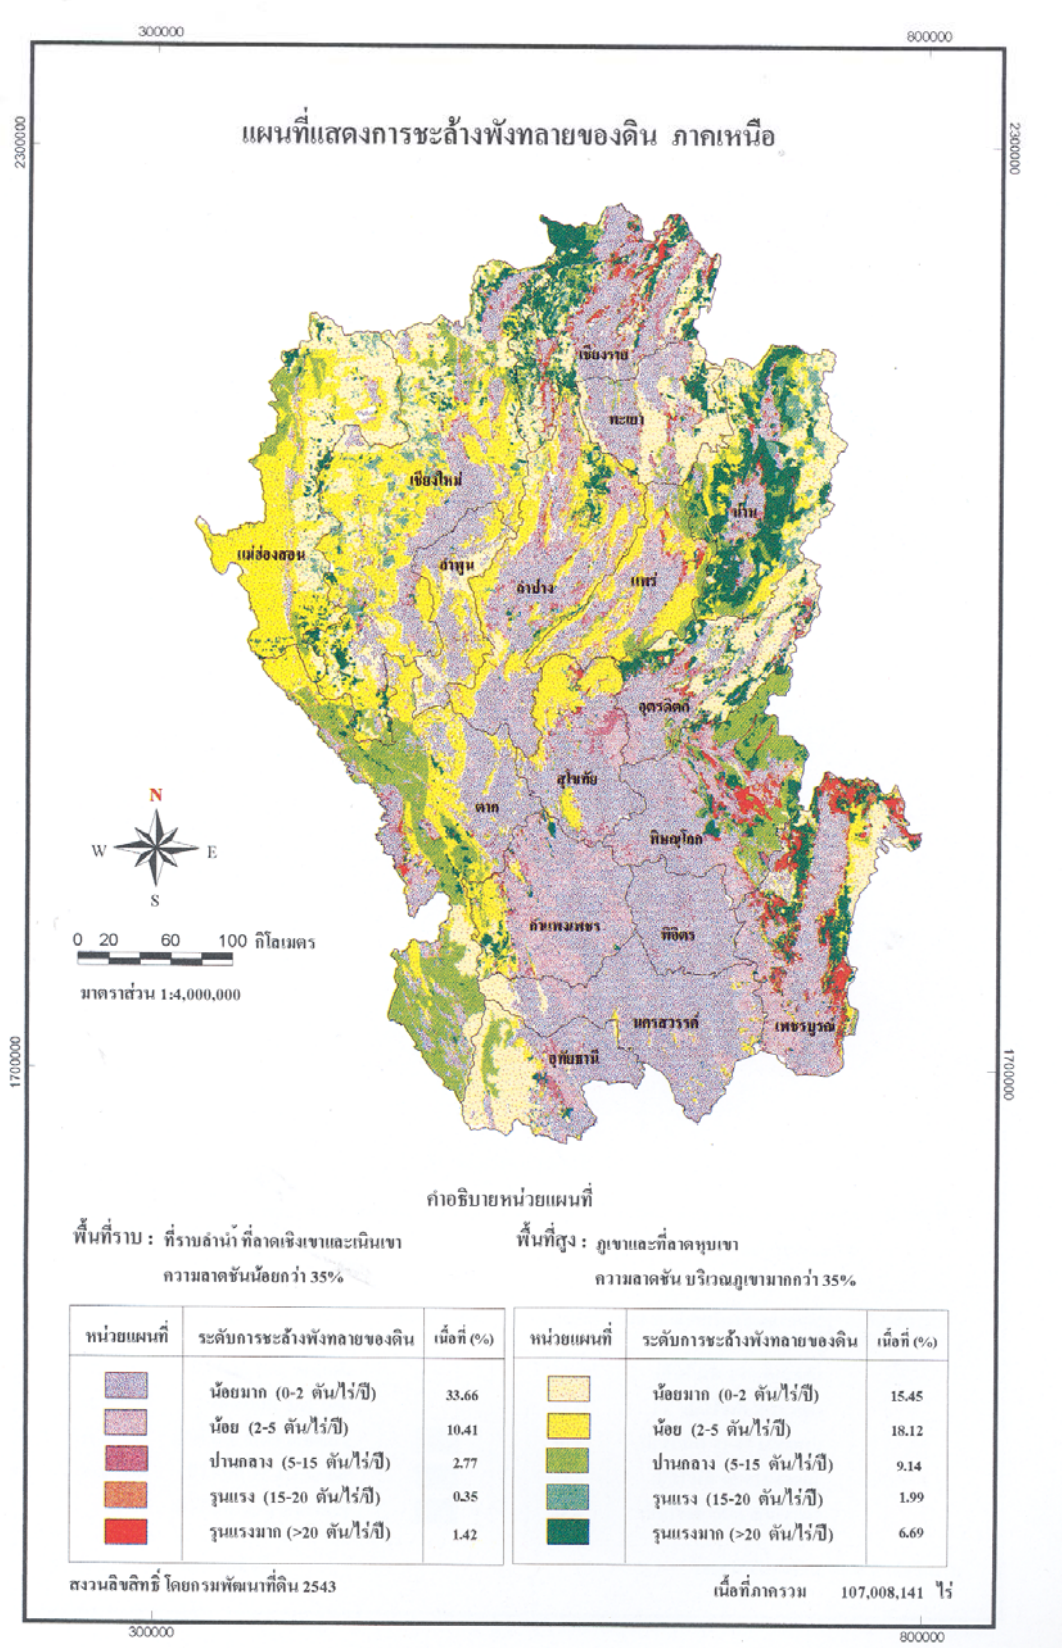 300000
800000
2300000
2300000
แผนที่แสดงการชะล้างพังทลายของดิน ภาคเหนือ
เชียงราย
พะเยา
เชียงใหม่
น่าน
แม่ฮ่องสอน
ลำพูน
ลำปาง
แพร่
อุตรดิตถ์
สุโขทัย
ตาก
พิษณุโลก
กำแพงเพชร
พิจิตร
นครสวรรค์
เพชรบูรณ์
อุทัยธานี
N
W
E
S
0 20 60 100 กิโลเมตร
มาตราส่วน 1:4,000,000
1700000
1700000
คำอธิบายหน่วยแผนที่
พื้นที่ราบ : ที่ราบลำน้ำ ที่ลาดเชิงเขาและเนินเขา
ความลาดชันน้อยกว่า 35%
พื้นที่สูง : ภูเขาและที่ลาดหุบเขา
ความลาดชัน บริเวณภูเขามากกว่า 35%
หน่วยแผนที่ ระดับการชะล้างพังทลายของดิน เนื้อที่ (%)
น้อยมาก (0-2 ตัน/ไร่/ปี) 33.66
น้อย (2-5 ตัน/ไร่/ปี) 10.41
ปานกลาง (5-15 ตัน/ไร่/ปี) 2.77
รุนแรง (15-20 ตัน/ไร่/ปี) 0.35
รุนแรงมาก (>20 ตัน/ไร่/ปี) 1.42
หน่วยแผนที่ ระดับการชะล้างพังทลายของดิน เนื้อที่ (%)
น้อยมาก (0-2 ตัน/ไร่/ปี) 15.45
น้อย (2-5 ตัน/ไร่/ปี) 18.12
ปานกลาง (5-15 ตัน/ไร่/ปี) 9.14
รุนแรง (15-20 ตัน/ไร่/ปี) 1.99
รุนแรงมาก (>20 ตัน/ไร่/ปี) 6.69
สงวนลิขสิทธิ์ โดยกรมพัฒนาที่ดิน 2543
เนื้อที่ภาครวม 107,008,141 ไร่
300000
800000